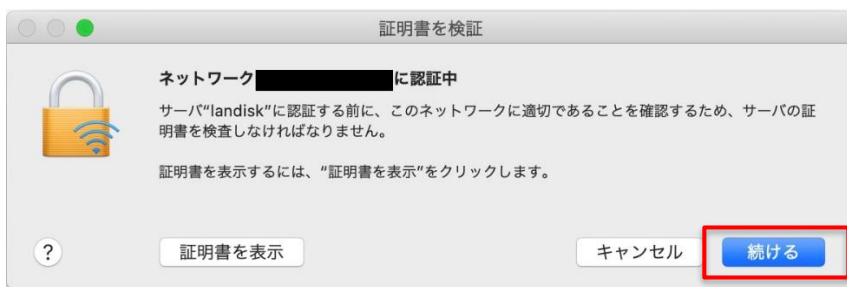 証明書を検証
ネットワーク に認証中
サーバ"landisk"に認証する前に、このネットワークに適切であることを確認するため、サーバの証
明書を検査しなければなりません。
証明書を表示するには、"証明書を表示"をクリックします。
? 証明書を表示 キャンセル 続ける